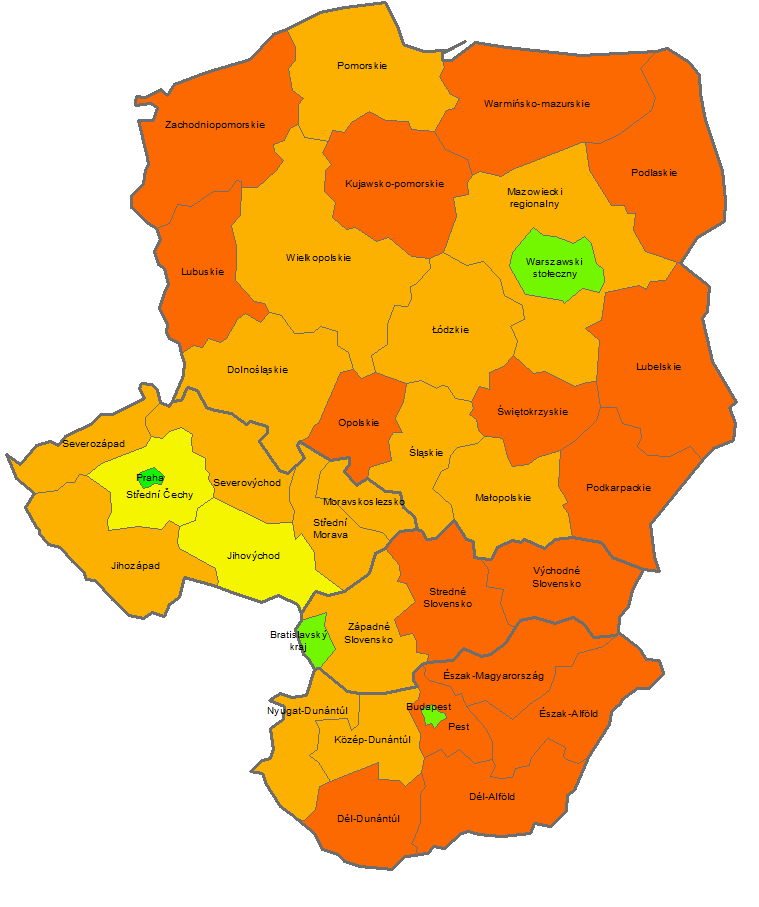 Pomorskie
Warmińsko-mazurskie
Zachodniopomorskie
Podlaskie
Kujawsko-pomorskie
Mazowiecki
regionalny
Wielkopolskie
Warszawski
stołeczny
Lubuskie
Łódzkie
Lubelskie
Dolnośląskie
Świętokrzyskie
Opolskie
Śląskie
Severozápad
Praha
Severovýchod
Podkarpackie
Střední Čechy
Małopolskie
Moravskoslezsko
Střední
Morava
Jihovýchod
Jihozápad
Východné
Slovensko
Stredné
Slovensko
Západné
Slovensko
Bratislavský
kraj
Észak-Magyarország
Nyugat-Dunántúl
Budapest
Észak-Alföld
Pest
Közép-Dunántúl
Dél-Alföld
Dél-Dunántúl